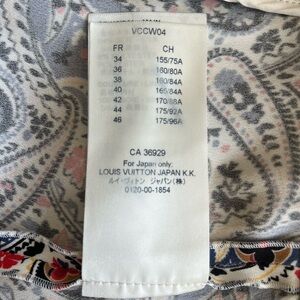 VCCW04
FR CH
34 155/75A
36 160/80A
38 160/84A
40 165/84A
42 170/88A
44 175/92A
46 175/96A
CA 36929
For Japan only:
LOUIS VUITTON JAPAN K.K.
ルイ・ヴィトン ジャパン(株)
0120-00-1854